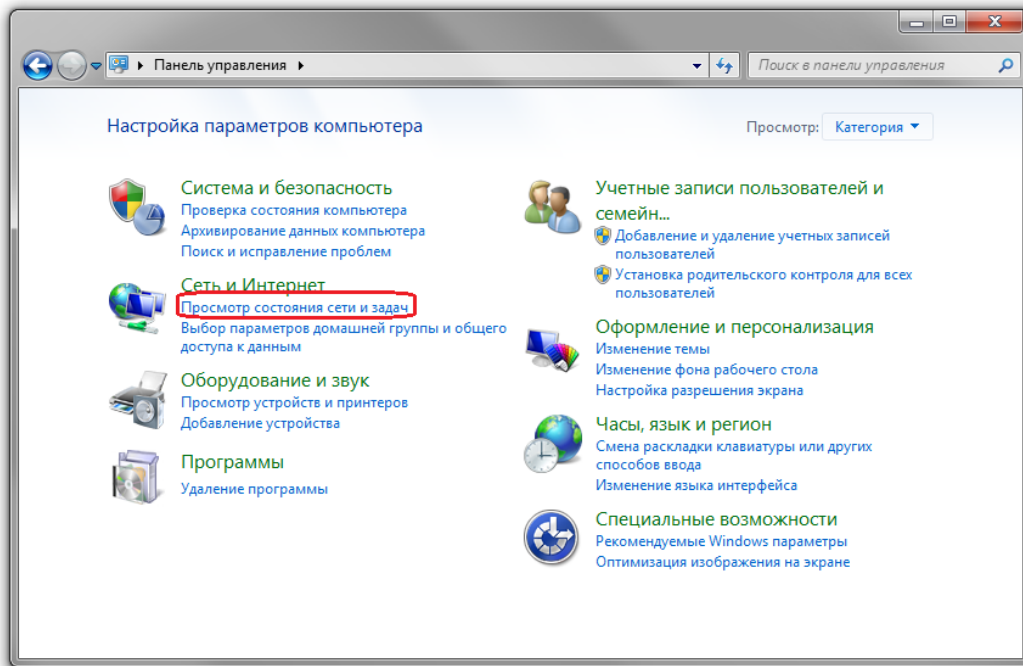 Панель управления
Поиск в панели управления
Настройка параметров компьютера
Просмотр: Категория
Система и безопасность
Проверка состояния компьютера
Архивирование данных компьютера
Поиск и исправление проблем
Сеть и Интернет
Просмотр состояния сети и задач
Выбор параметров домашней группы и общего
доступа к данным
Оборудование и звук
Просмотр устройств и принтеров
Добавление устройства
Программы
Удаление программы
Учетные записи пользователей и
семейн...
Добавление и удаление учетных записей
пользователей
Установка родительского контроля для всех
пользователей
Оформление и персонализация
Изменение темы
Изменение фона рабочего стола
Настройка разрешения экрана
Часы, язык и регион
Смена раскладки клавиатуры или других
способов ввода
Изменение языка интерфейса
Специальные возможности
Рекомендуемые Windows параметры
Оптимизация изображения на экране